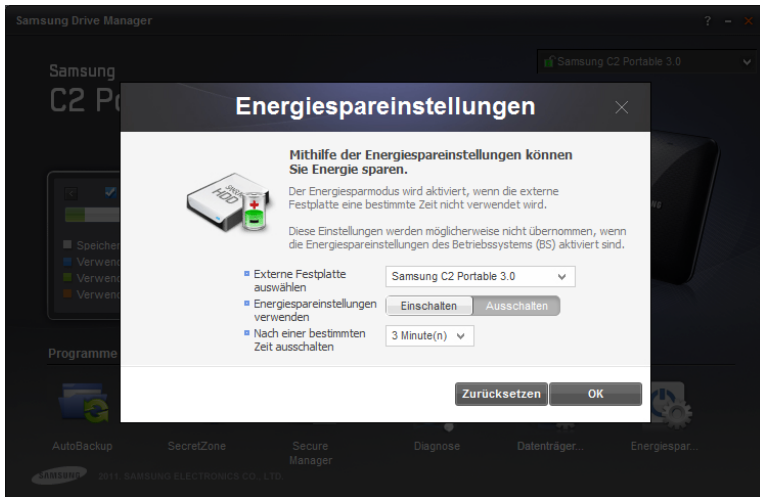 Samsung Drive Manager
? – ×
Samsung C2 Portable 3.0
Samsung
C2 Po
Energiespareinstellungen
Mithilfe der Energiespareinstellungen können
Sie Energie sparen.
Der Energiesparmodus wird aktiviert, wenn die externe
Festplatte eine bestimmte Zeit nicht verwendet wird.
Diese Einstellungen werden möglicherweise nicht übernommen, wenn
die Energiespareinstellungen des Betriebssystems (BS) aktiviert sind.
SAMSUNG
HDD
Speicher
Verwend
Verwend
Verwend
Externe Festplatte
auswählen
Samsung C2 Portable 3.0
Energiespareinstellungen
verwenden
Einschalten Ausschalten
Nach einer bestimmten
Zeit ausschalten
3 Minute(n)
Zurücksetzen OK
Programme
AutoBackup SecretZone Secure
Manager Diagnose Datenträger... Energiespar...
SAMSUNG 2011. SAMSUNG ELECTRONICS CO., LTD.